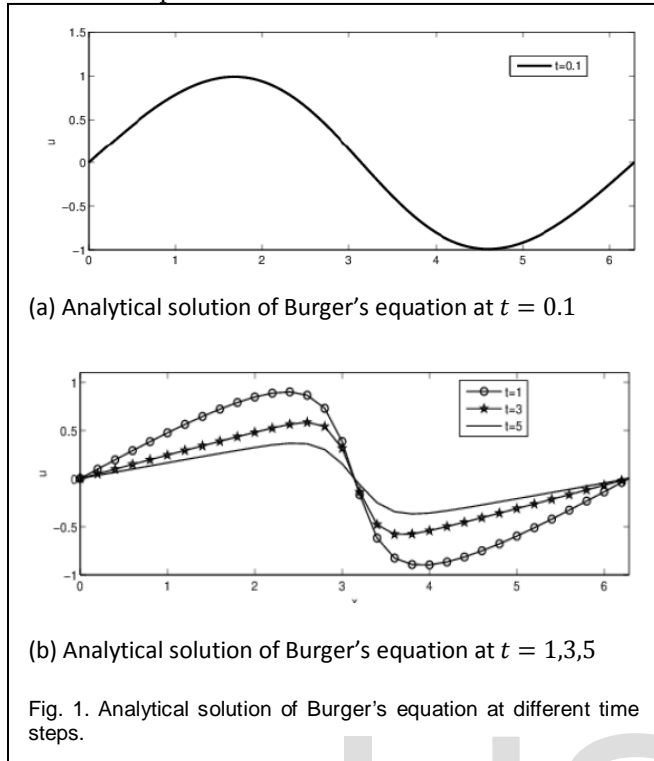 1.5
1
0.5
0
−0.5
−1
u
0 1 2 3 4 5 6
t=0.1
(a) Analytical solution of Burger’s equation at t = 0.1
1
0.5
0
−0.5
−1
u
0 1 2 3 4 5 6
t=1
t=3
t=5
(b) Analytical solution of Burger’s equation at t = 1,3,5
Fig. 1. Analytical solution of Burger’s equation at different time
steps.